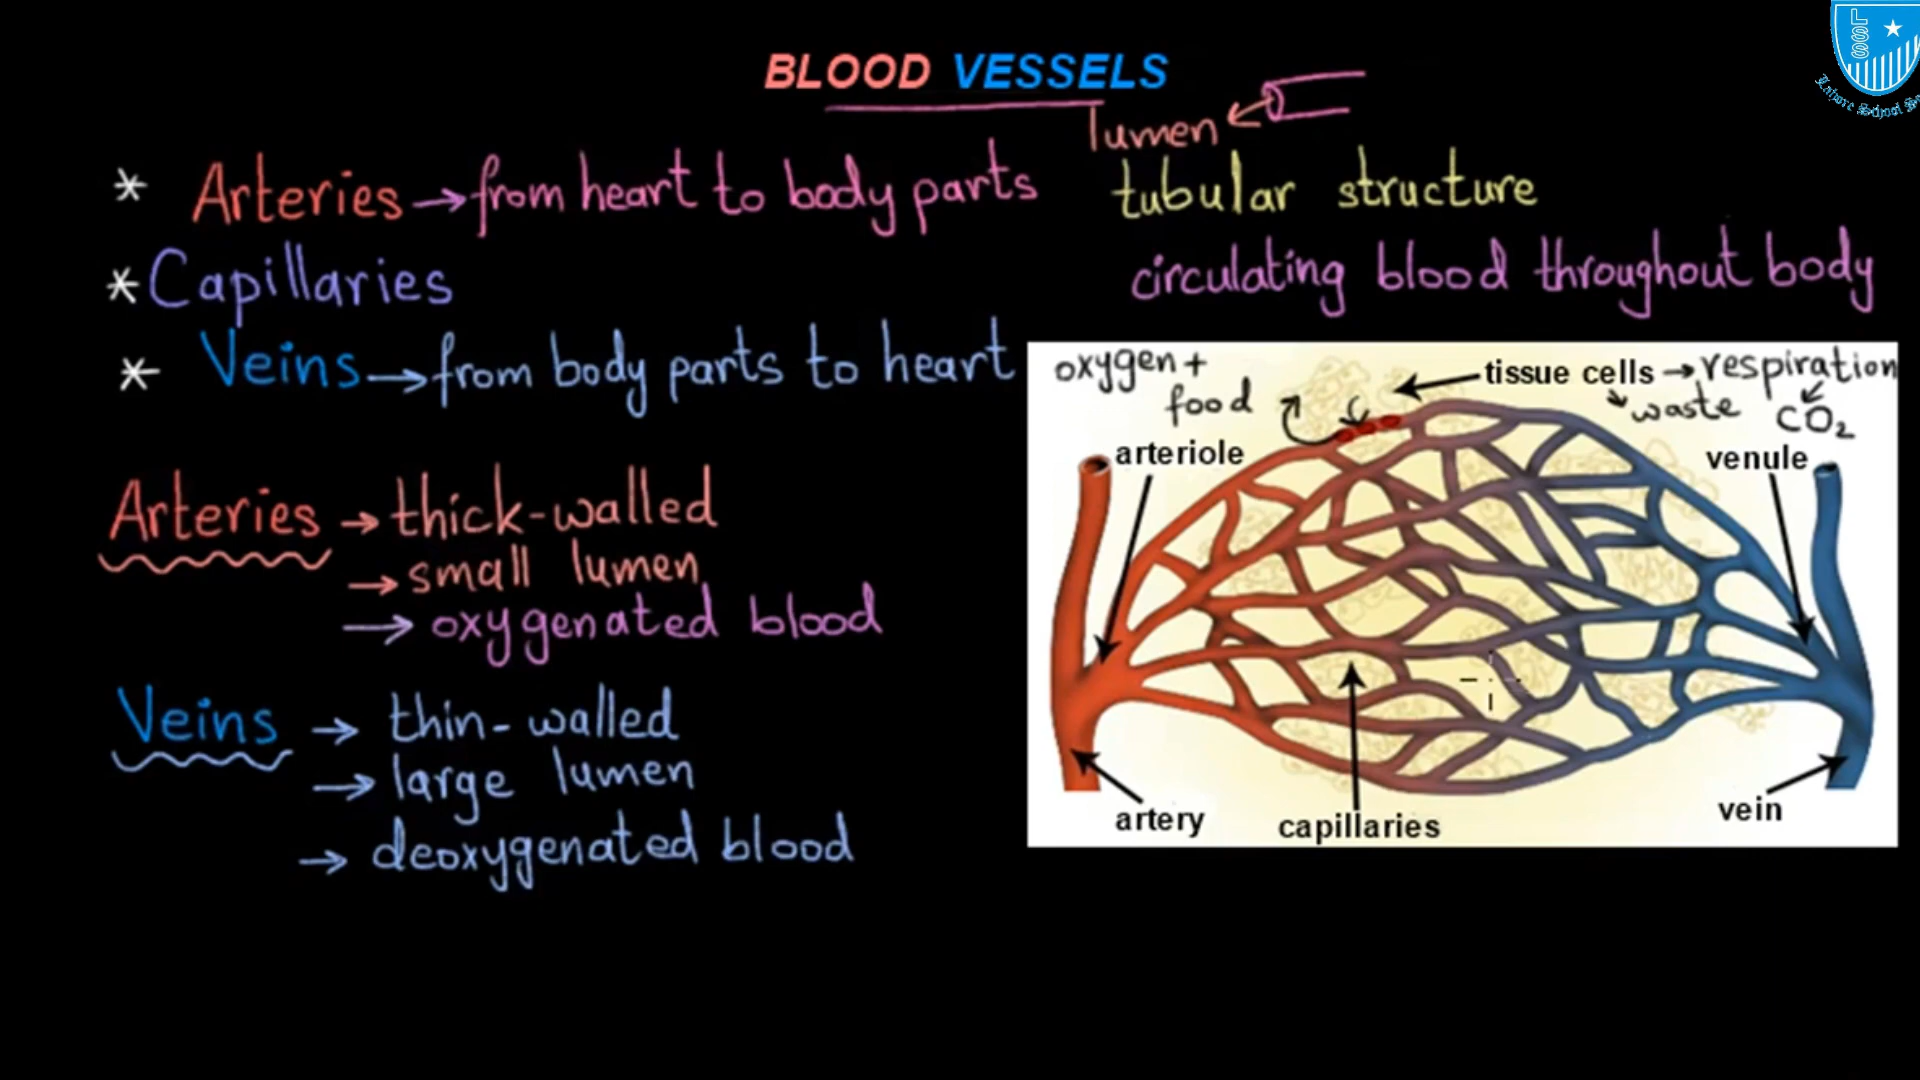 BLOOD VESSELS
lumen
* Arteries → from heart to body parts
tubular structure
* Capillaries
circulating blood throughout body
* Veins → from body parts to heart
Arteries → thick-walled
→ small lumen
→ oxygenated blood
Veins → thin-walled
→ large lumen
→ deoxygenated blood
oxygen +
food
tissue cells → respiration
waste CO₂
arteriole
venule
artery
capillaries
vein
LSS
Lahore School